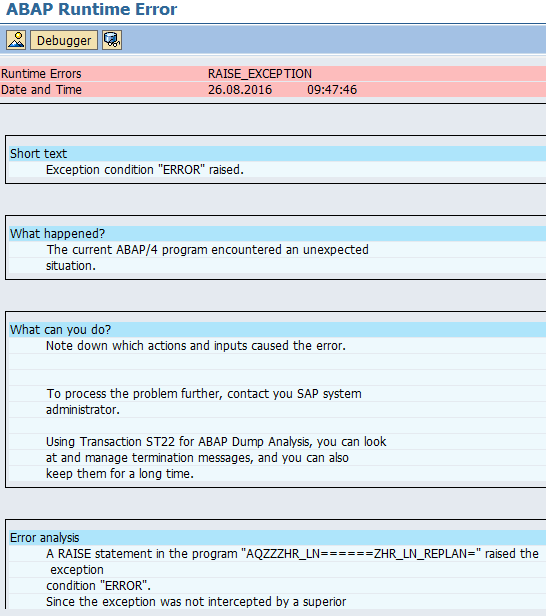 ABAP Runtime Error
Debugger
Runtime Errors RAISE_EXCEPTION
Date and Time 26.08.2016 09:47:46
Short text
Exception condition "ERROR" raised.
What happened?
The current ABAP/4 program encountered an unexpected
situation.
What can you do?
Note down which actions and inputs caused the error.
To process the problem further, contact you SAP system
administrator.
Using Transaction ST22 for ABAP Dump Analysis, you can look
at and manage termination messages, and you can also
keep them for a long time.
Error analysis
A RAISE statement in the program "AQZZZHR_LN======ZHR_LN_REPLAN=" raised the
exception
condition "ERROR".
Since the exception was not intercepted by a superior